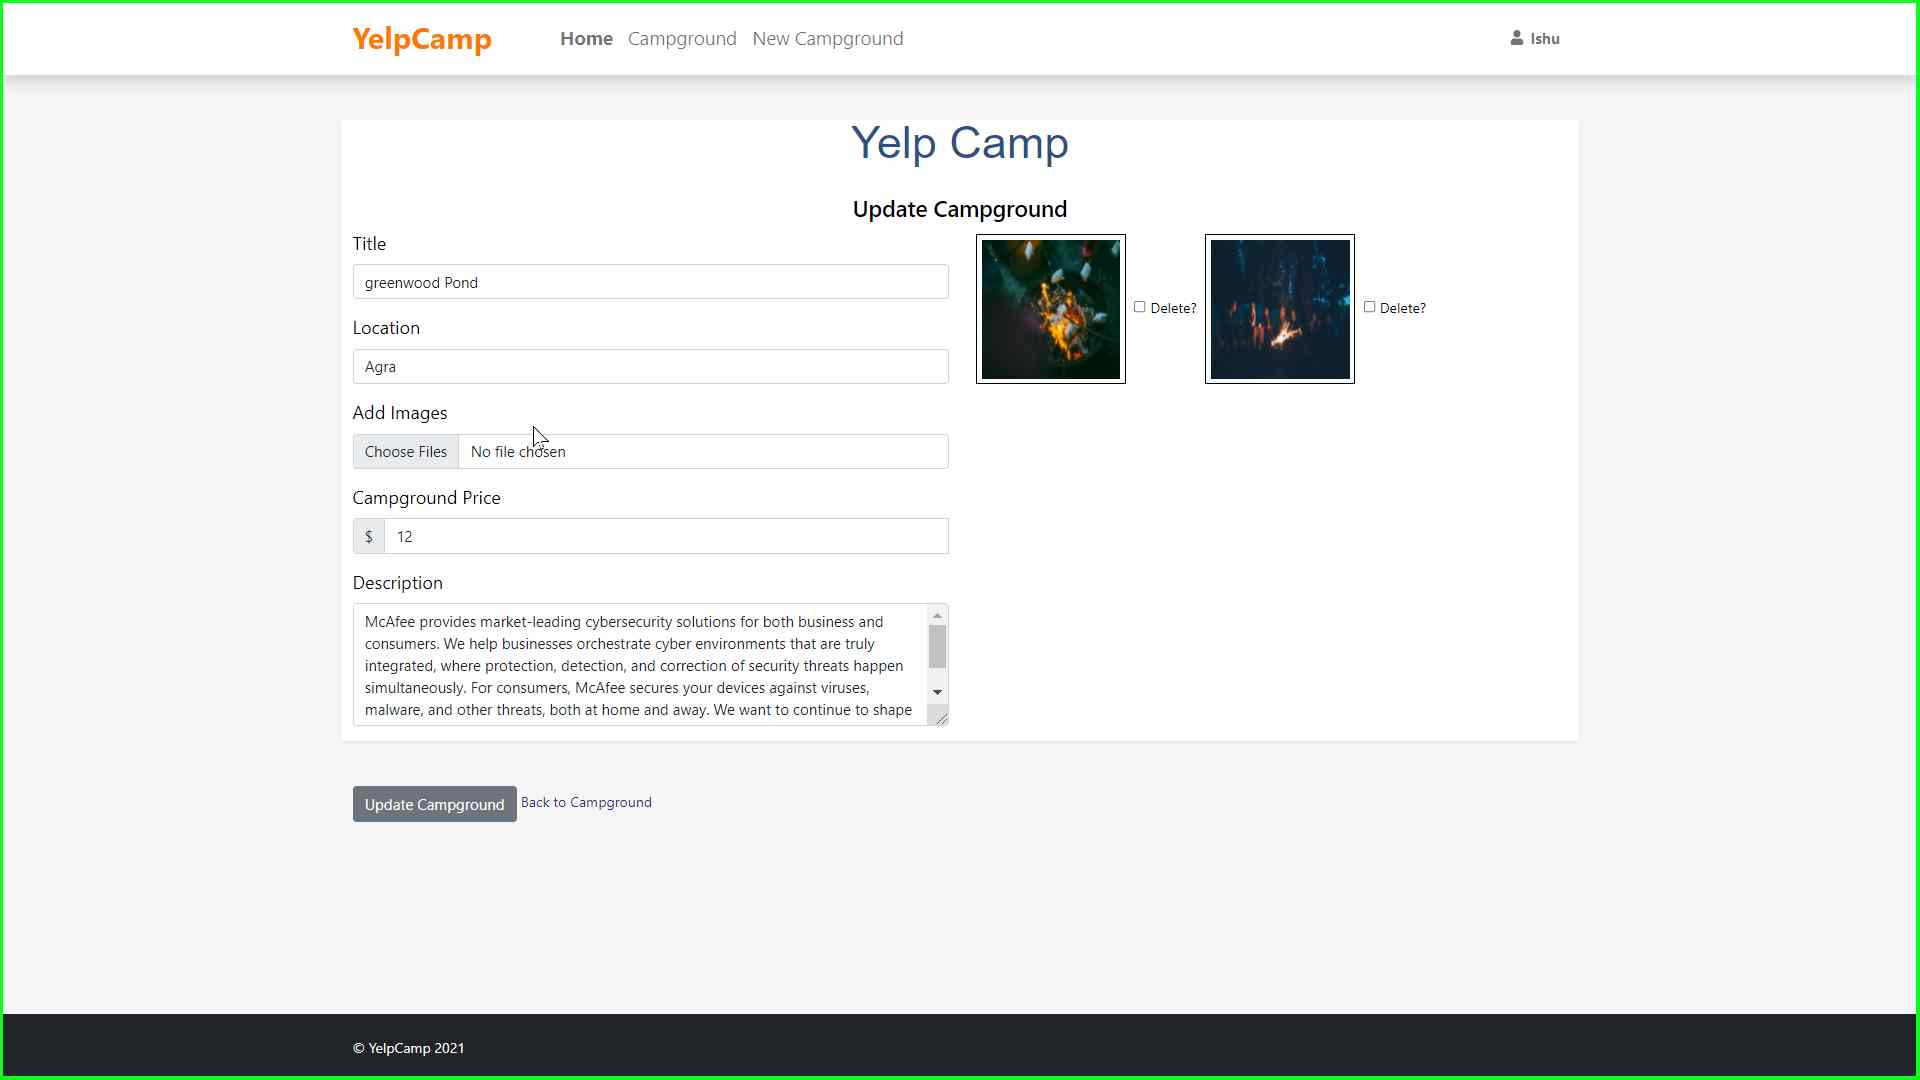 YelpCamp
Home Campground New Campground
Ishu
Yelp Camp
Update Campground
Title
greenwood Pond
Delete?
Delete?
Location
Agra
Add Images
Choose Files No file chosen
Campground Price
$ 12
Description
McAfee provides market-leading cybersecurity solutions for both business and
consumers. We help businesses orchestrate cyber environments that are truly
integrated, where protection, detection, and correction of security threats happen
simultaneously. For consumers, McAfee secures your devices against viruses,
malware, and other threats, both at home and away. We want to continue to shape
Update Campground Back to Campground
© YelpCamp 2021